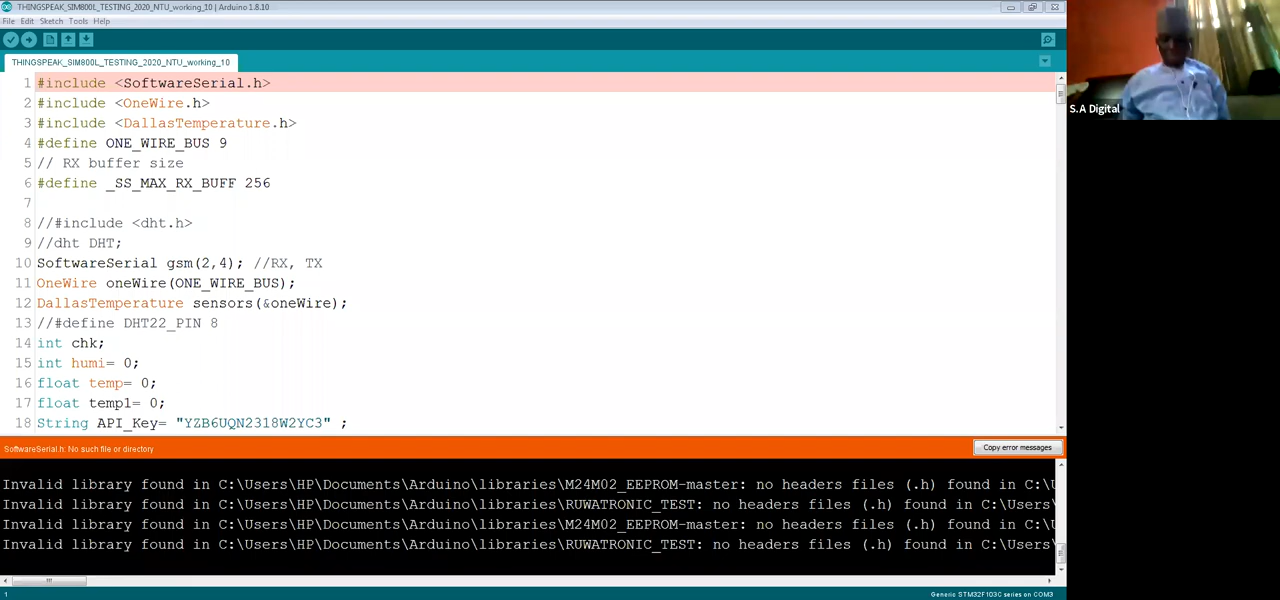 THINGSPEAK_SIM800L_TESTING_2020_NTU_working_10 | Arduino 1.8.10
File Edit Sketch Tools Help
THINGSPEAK_SIM800L_TESTING_2020_NTU_working_10
1 #include <SoftwareSerial.h>
2 #include <OneWire.h>
3 #include <DallasTemperature.h>
4 #define ONE_WIRE_BUS 9
5 // RX buffer size
6 #define _SS_MAX_RX_BUFF 256
7
8 //#include <dht.h>
9 //dht DHT;
10 SoftwareSerial gsm(2,4); //RX, TX
11 OneWire oneWire(ONE_WIRE_BUS);
12 DallasTemperature sensors(&oneWire);
13 //#define DHT22_PIN 8
14 int chk;
15 int humi= 0;
16 float temp= 0;
17 float temp1= 0;
18 String API_Key= "YZB6UQN2318W2YC3" ;
S.A Digital
SoftwareSerial.h: No such file or directory
Copy error messages
Invalid library found in C:\Users\HP\Documents\Arduino\libraries\M24M02_EEPROM-master: no headers files (.h) found in C:\U
Invalid library found in C:\Users\HP\Documents\Arduino\libraries\RUWATRONIC_TEST: no headers files (.h) found in C:\Users\
Invalid library found in C:\Users\HP\Documents\Arduino\libraries\M24M02_EEPROM-master: no headers files (.h) found in C:\U
Invalid library found in C:\Users\HP\Documents\Arduino\libraries\RUWATRONIC_TEST: no headers files (.h) found in C:\Users\
1
Generic STM32F103C series on COM3